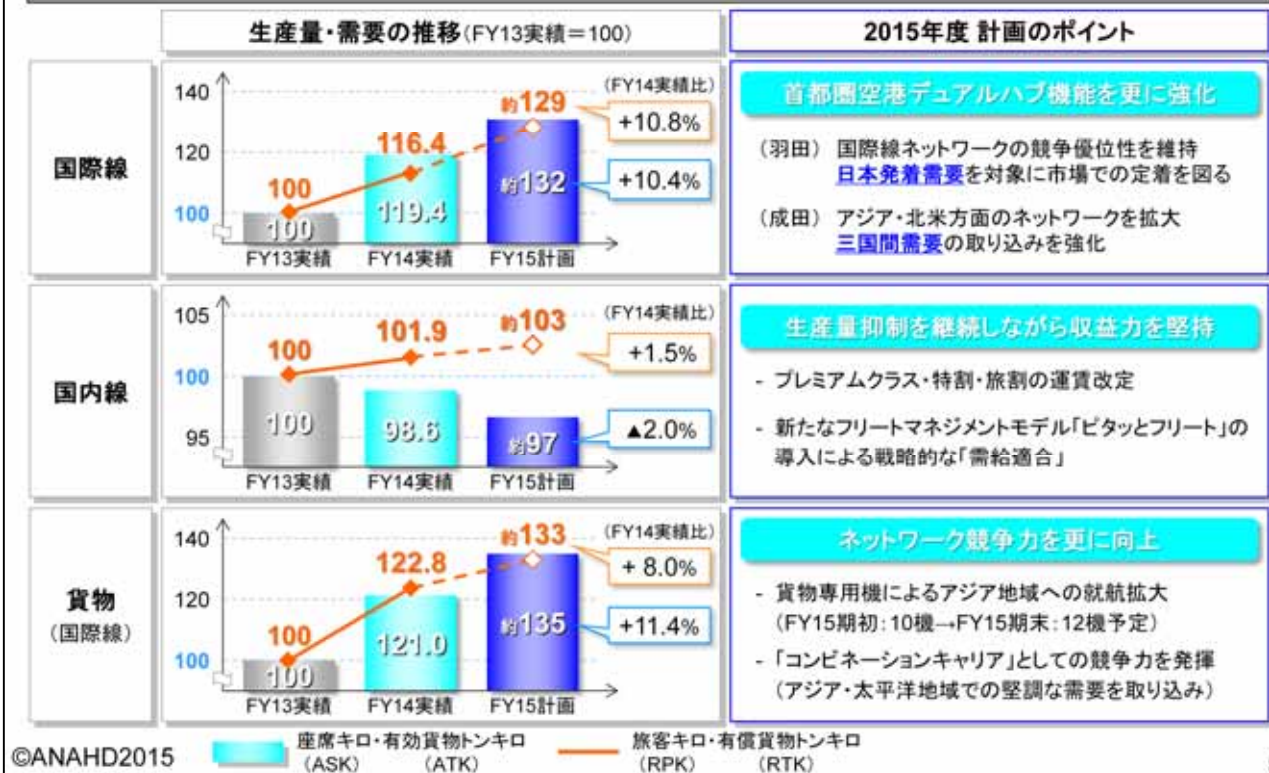 生産量・需要の推移(FY13実績=100)
2015年度 計画のポイント
国際線
140
120
100
100
116.4
約129
100
119.4
約132
FY13実績
FY14実績
FY15計画
(FY14実績比)
+10.8%
+10.4%
首都圏空港デュアルハブ機能を更に強化
(羽田) 国際線ネットワークの競争優位性を維持
日本発着需要を対象に市場での定着を図る
(成田) アジア・北米方面のネットワークを拡大
三国間需要の取り込みを強化
国内線
105
100
95
100
101.9
約103
100
98.6
約97
FY13実績
FY14実績
FY15計画
(FY14実績比)
+1.5%
▲2.0%
生産量抑制を継続しながら収益力を堅持
- プレミアムクラス・特割・旅割の運賃改定
- 新たなフリートマネジメントモデル「ピタッとフリート」の
導入による戦略的な「需給適合」
貨物
(国際線)
140
120
100
100
122.8
約133
100
121.0
約135
FY13実績
FY14実績
FY15計画
(FY14実績比)
+ 8.0%
+11.4%
ネットワーク競争力を更に向上
- 貨物専用機によるアジア地域への就航拡大
(FY15期初:10機→FY15期末:12機予定)
- 「コンビネーションキャリア」としての競争力を発揮
(アジア・太平洋地域での堅調な需要を取り込み)
©ANAHD2015
座席キロ・有効貨物トンキロ
(ASK) (ATK)
旅客キロ・有償貨物トンキロ
(RPK) (RTK)